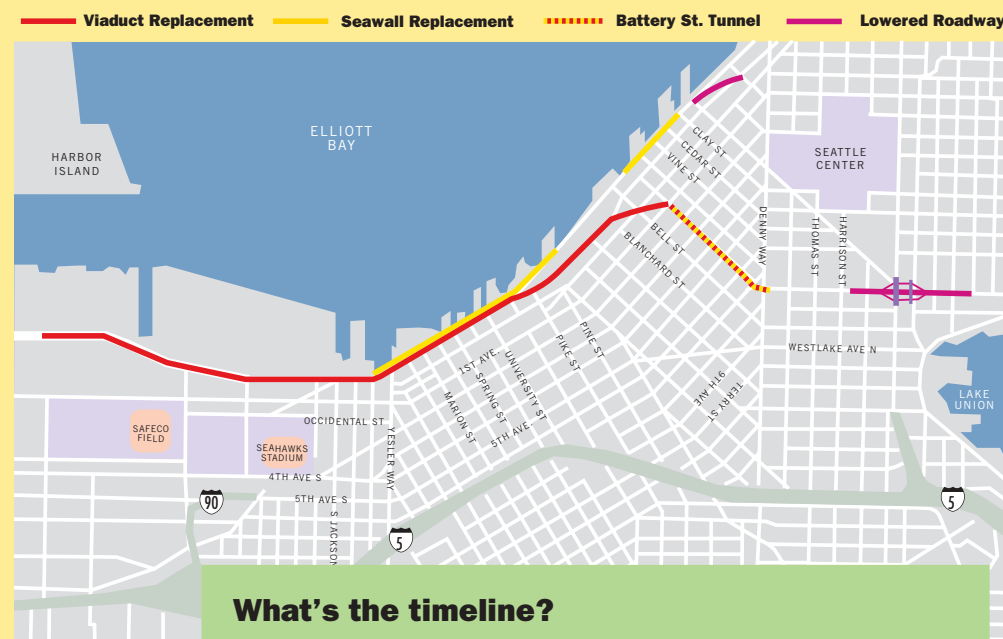 Viaduct Replacement
Seawall Replacement
Battery St. Tunnel
Lowered Roadway
ELLIOTT
BAY
HARBOR
ISLAND
SEATTLE
CENTER
CLAY ST
CEDAR ST
VINE ST
BELL ST
BLANCHARD ST
DENNY WAY
THOMAS ST
HARRISON ST
WESTLAKE AVE N
LAKE
UNION
PINE ST
PIKE ST
1ST AVE.
UNIVERSITY ST
SPRING ST
MARION ST
5TH AVE.
9TH AVE
TERRY ST
OCCIDENTAL ST
YESLER WAY
SAFECO
FIELD
SEAHAWKS
STADIUM
4TH AVE S
5TH AVE S
S JACKSON
90
5
5
What's the timeline?